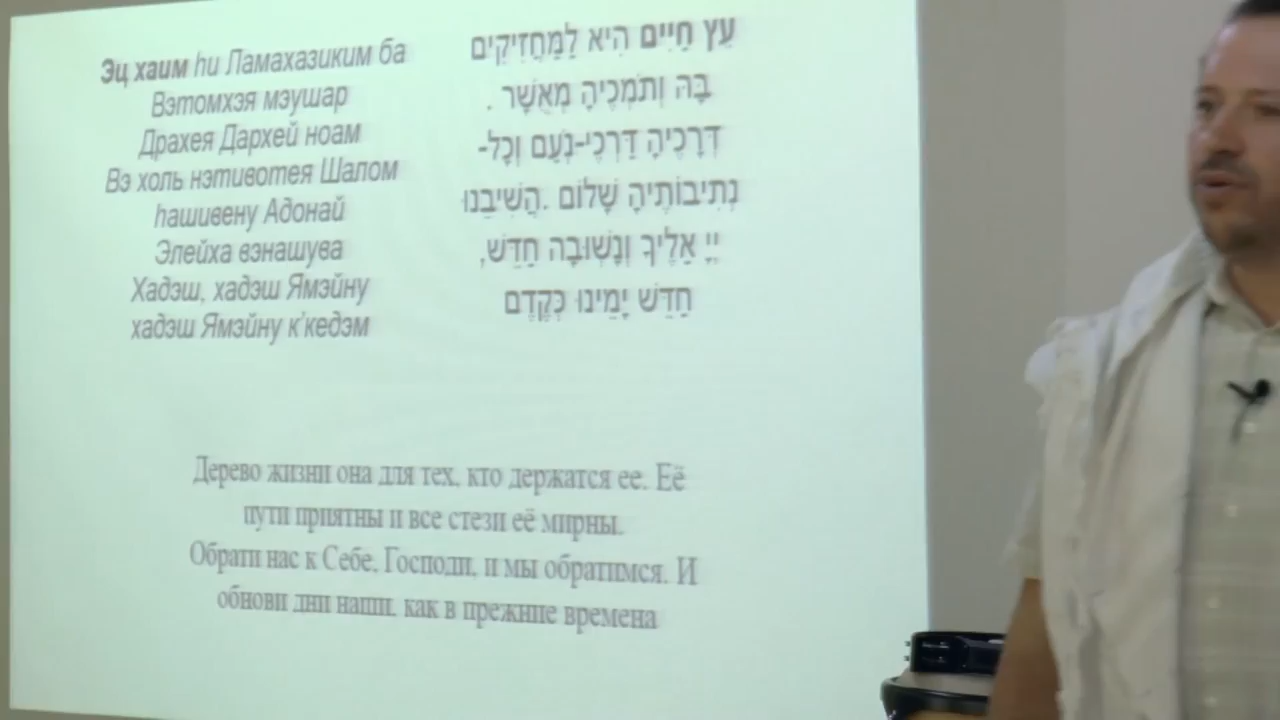 Эц хаим hи Ламахазиким ба
Вэтомхэя мэушар
Драхея Дархей ноам
Вэ холь нэтивотея Шалом
hашивену Адонай
Элейха вэнашува
Хадэш, хадэш Ямэйну
хадэш Ямэйну к'кедэм
עֵץ חַיִּים הִיא לַמַּחֲזִיקִים
בָּהּ וְתֹמְכֶיהָ מְאֻשָּׁר .
דְּרָכֶיהָ דַּרְכֵי-נֹעַם וְכָל-
נְתִיבוֹתֶיהָ שָׁלוֹם .הֲשִׁיבֵנוּ
יְיָ אֵלֶיךָ וְנָשׁוּבָה חַדֵּשׁ,
חַדֵּשׁ יָמֵינוּ כְּקֶדֶם
Дерево жизни она для тех, кто держатся ее. Её
пути приятны и все стези её мирны.
Обрати нас к Себе, Господи, и мы обратимся. И
обнови дни наши, как в прежние времена